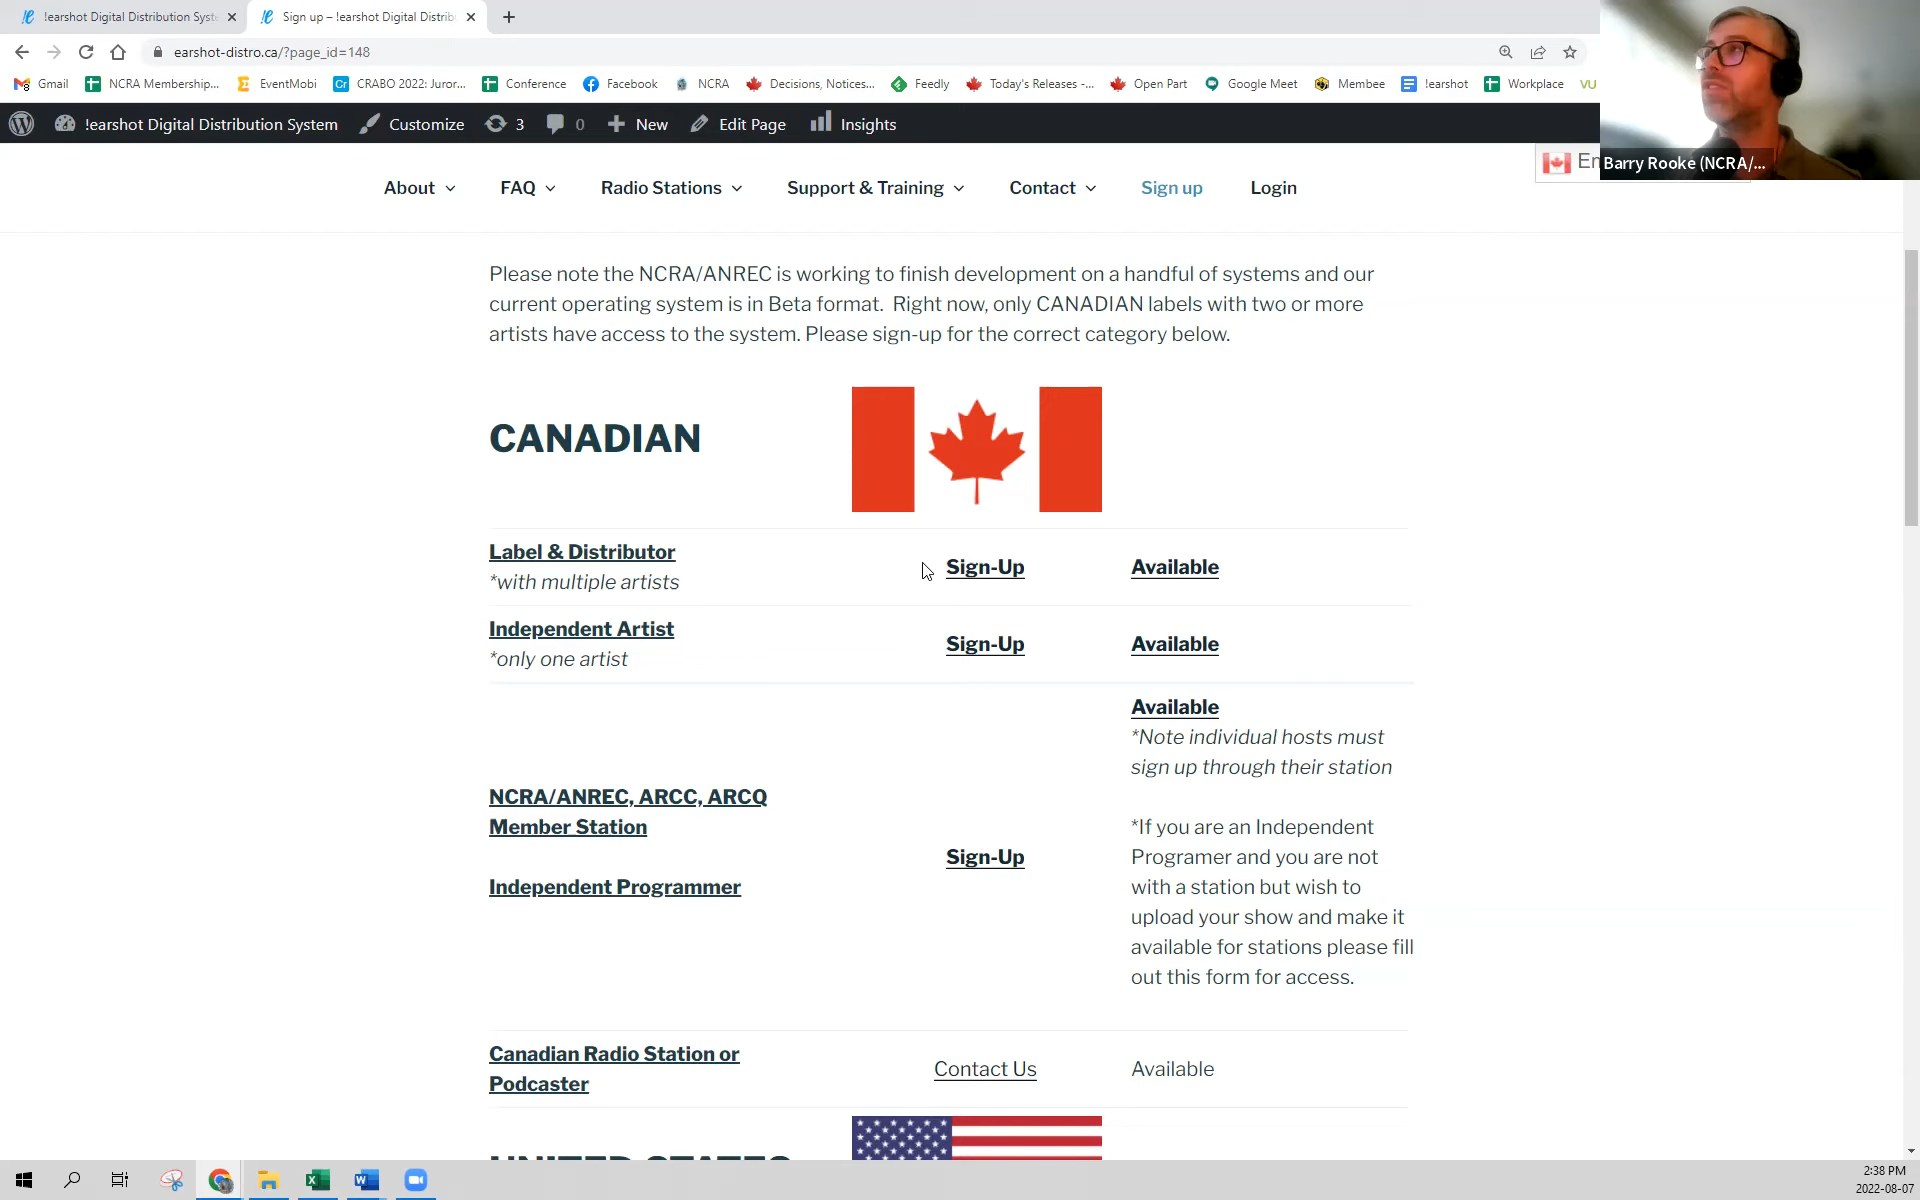 !earshot Digital Distribution Syst
Sign up – !earshot Digital Distrib
earshot-distro.ca/?page_id=148
Gmail
NCRA Membership...
EventMobi
Cr
CRABO 2022: Juror...
Conference
Facebook
NCRA
Decisions, Notices...
Feedly
Today's Releases -...
Open Part
Google Meet
Membee
!earshot
Workplace
VU
!earshot Digital Distribution System
Customize
3
0
New
Edit Page
Insights
En
Barry Rooke (NCRA/...
About
FAQ
Radio Stations
Support & Training
Contact
Sign up
Login
Please note the NCRA/ANREC is working to finish development on a handful of systems and our
current operating system is in Beta format. Right now, only CANADIAN labels with two or more
artists have access to the system. Please sign-up for the correct category below.
CANADIAN
Label & Distributor
*with multiple artists
Sign-Up
Available
Independent Artist
*only one artist
Sign-Up
Available
NCRA/ANREC, ARCC, ARCQ
Member Station
Independent Programmer
Sign-Up
Available
*Note individual hosts must
sign up through their station
*If you are an Independent
Programer and you are not
with a station but wish to
upload your show and make it
available for stations please fill
out this form for access.
Canadian Radio Station or
Podcaster
Contact Us
Available
UNITED STATES
2:38 PM
2022-08-07